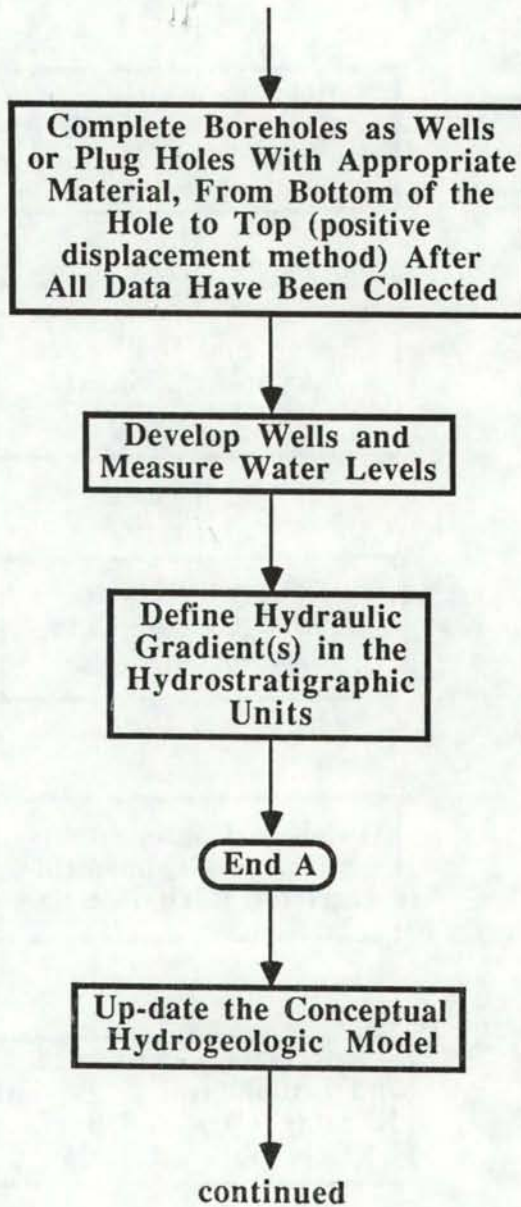 Complete Boreholes as Wells
or Plug Holes With Appropriate
Material, From Bottom of the
Hole to Top (positive
displacement method) After
All Data Have Been Collected
Develop Wells and
Measure Water Levels
Define Hydraulic
Gradient(s) in the
Hydrostratigraphic
Units
End A
Up-date the Conceptual
Hydrogeologic Model
continued